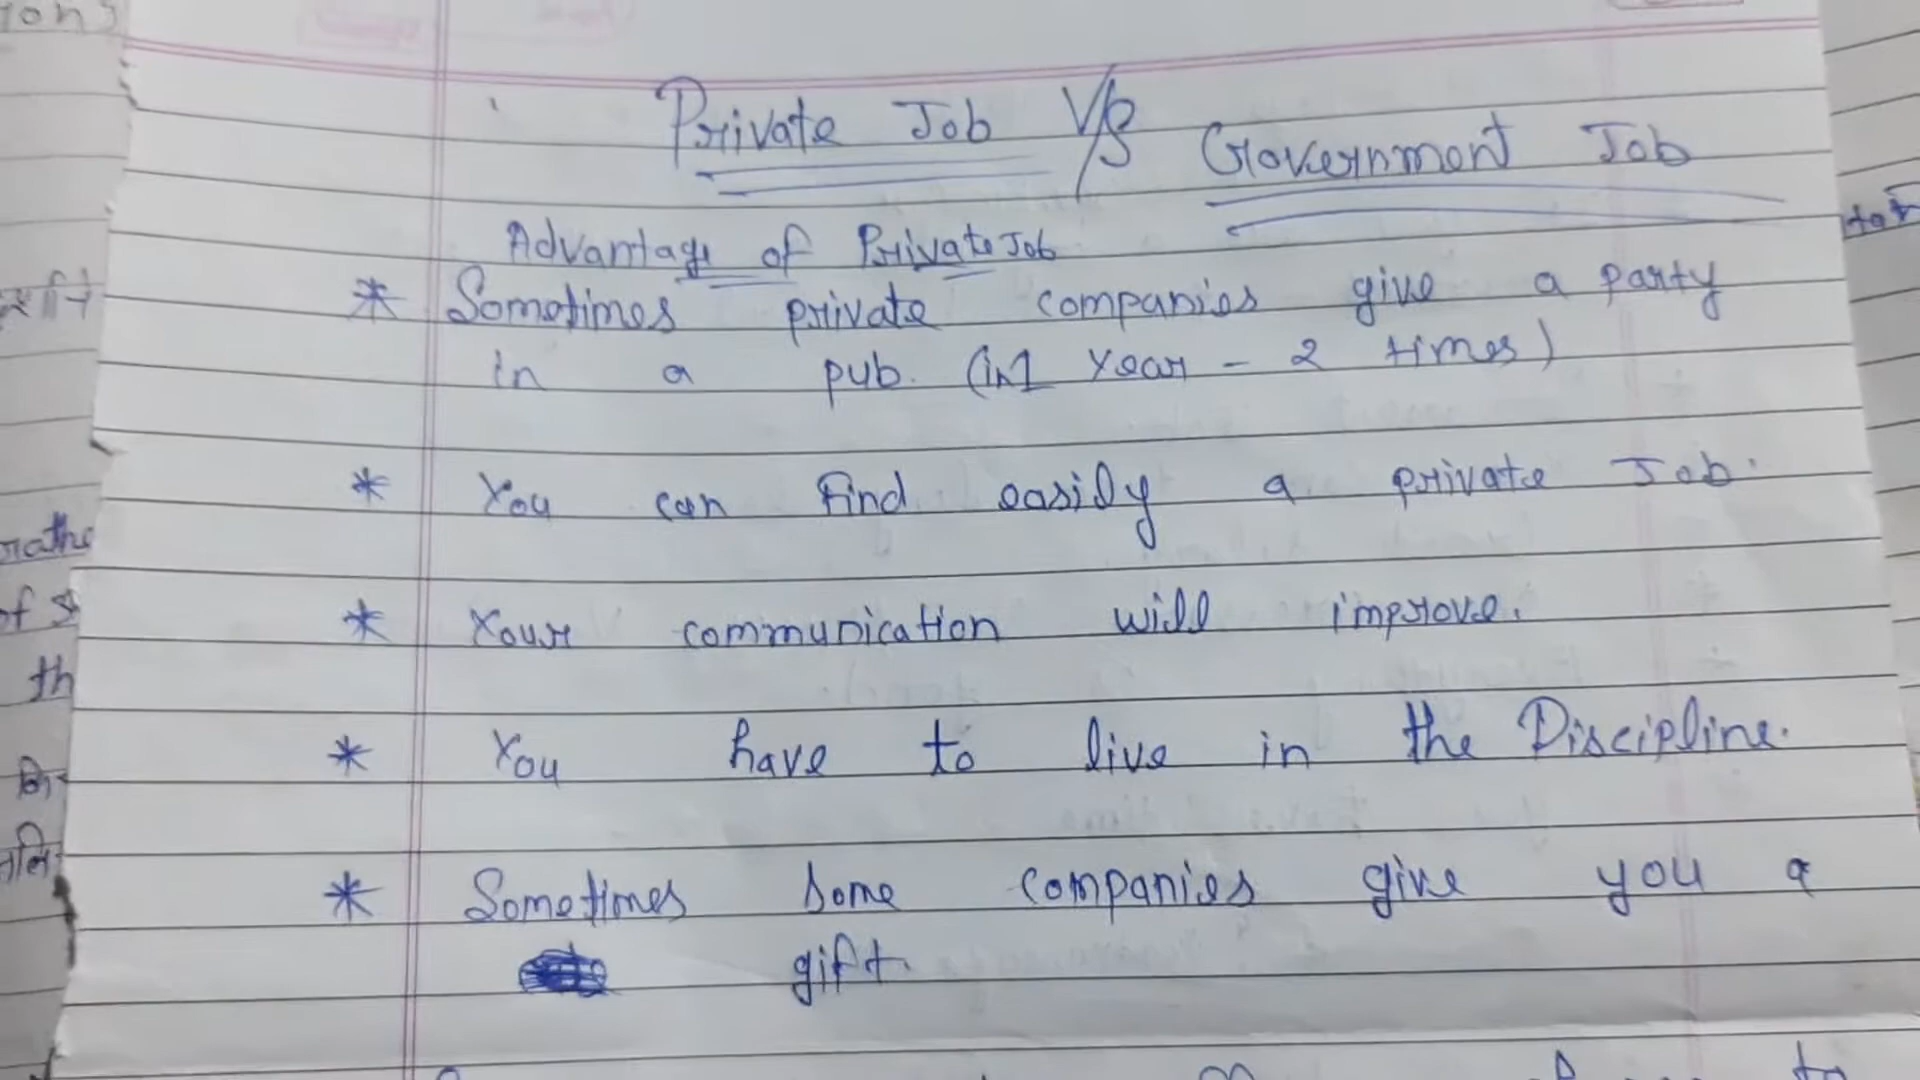 Private Job V/s Government Job
Advantage of Private Job
* Sometimes private companies give a party
in a pub. (in 1 Year - 2 times)
* You can find easily a private Job.
* Your communication will improve.
* You have to live in the Discipline.
* Sometimes some companies give you a
gift.